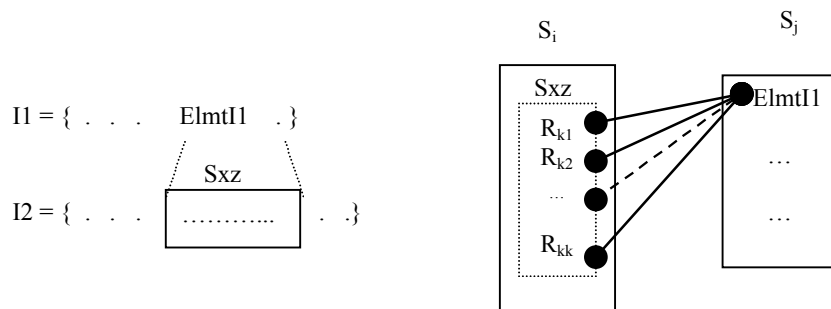 I1 = { . . . ElmtI1 . }
Sxz
I2 = { . . . ………... . .}
S_i
S_j
Sxz
R_k1
R_k2
...
R_kk
ElmtI1
…
…